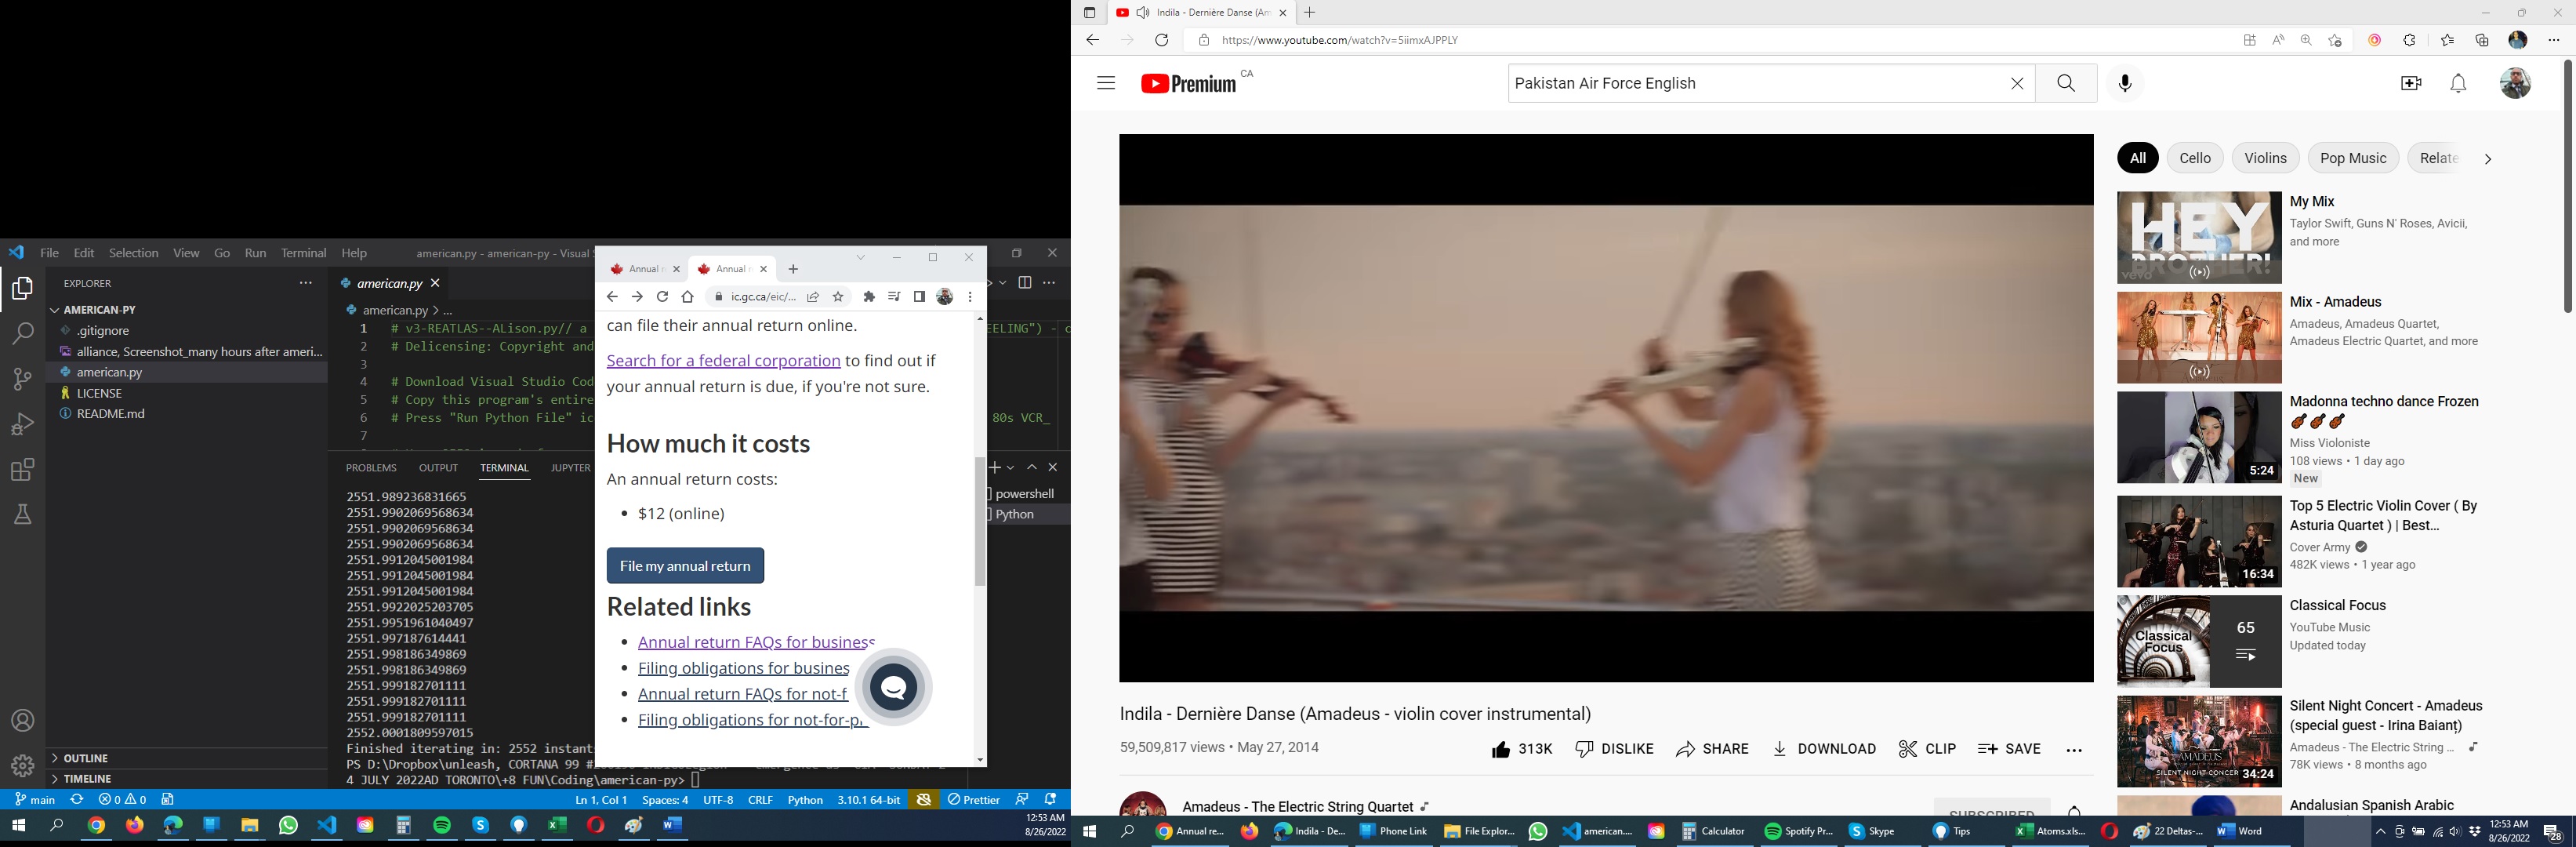 File Edit Selection View Go Run Terminal Help
american.py - american-py - Visual S
EXPLORER
AMERICAN-PY
.gitignore
alliance, Screenshot_many hours after ameri...
american.py
LICENSE
README.md
OUTLINE
TIMELINE
american.py
american.py > ...
1 # v3-REATLAS--ALison.py// a
EELING") - c
2 # Delicensing: Copyright and
3
4 # Download Visual Studio Cod
5 # Copy this program's entire
6 # Press "Run Python File" ic
80s VCR_
7
PROBLEMS OUTPUT TERMINAL JUPYTER
powershell
Python
2551.989236831665
2551.9902069568634
2551.9902069568634
2551.9902069568634
2551.9912045001984
2551.9912045001984
2551.9912045001984
2551.9922025203705
2551.9951961040497
2551.997187614441
2551.998186349869
2551.998186349869
2551.999182701111
2551.999182701111
2551.999182701111
2552.0001809597015
Finished iterating in: 2552 instant
PS D:\Dropbox\unleash, CORTANA 99
4 JULY 2022AD TORONTO\+8 FUN\Coding\american-py>
main 0 0
Ln 1, Col 1 Spaces: 4 UTF-8 CRLF Python 3.10.1 64-bit Prettier
12:53 AM
8/26/2022
Annual r
Annual r
ic.gc.ca/eic/...
can file their annual return online.
Search for a federal corporation to find out if
your annual return is due, if you're not sure.
How much it costs
An annual return costs:
• $12 (online)
File my annual return
Related links
• Annual return FAQs for business
• Filing obligations for busines
• Annual return FAQs for not-f
• Filing obligations for not-for-p
Indila - Dernière Danse (Am
https://www.youtube.com/watch?v=5iimxAJPPLY
Premium CA
Pakistan Air Force English
All Cello Violins Pop Music Relate
HEY
BROTHER!
vevo
My Mix
Taylor Swift, Guns N' Roses, Avicii,
and more
Mix - Amadeus
Amadeus, Amadeus Quartet,
Amadeus Electric Quartet, and more
5:24
Madonna techno dance Frozen
🎻🎻🎻
Miss Violoniste
108 views • 1 day ago
New
16:34
Top 5 Electric Violin Cover ( By
Asturia Quartet ) | Best...
Cover Army
482K views • 1 year ago
Classical
Focus
65
Classical Focus
YouTube Music
Updated today
AMADEUS
SILENT NIGHT CONCER
34:24
Silent Night Concert - Amadeus
(special guest - Irina Baianț)
Amadeus - The Electric String ...
78K views • 8 months ago
Andalusian Spanish Arabic
Indila - Dernière Danse (Amadeus - violin cover instrumental)
59,509,817 views • May 27, 2014
313K DISLIKE SHARE DOWNLOAD CLIP SAVE
Amadeus - The Electric String Quartet
SUBSCRIBED
Annual re... Indila - De... Phone Link File Explor... american.... Calculator Spotify Pr... Skype Tips Atoms.xls... 22 Deltas-... Word
12:53 AM
8/26/2022
28